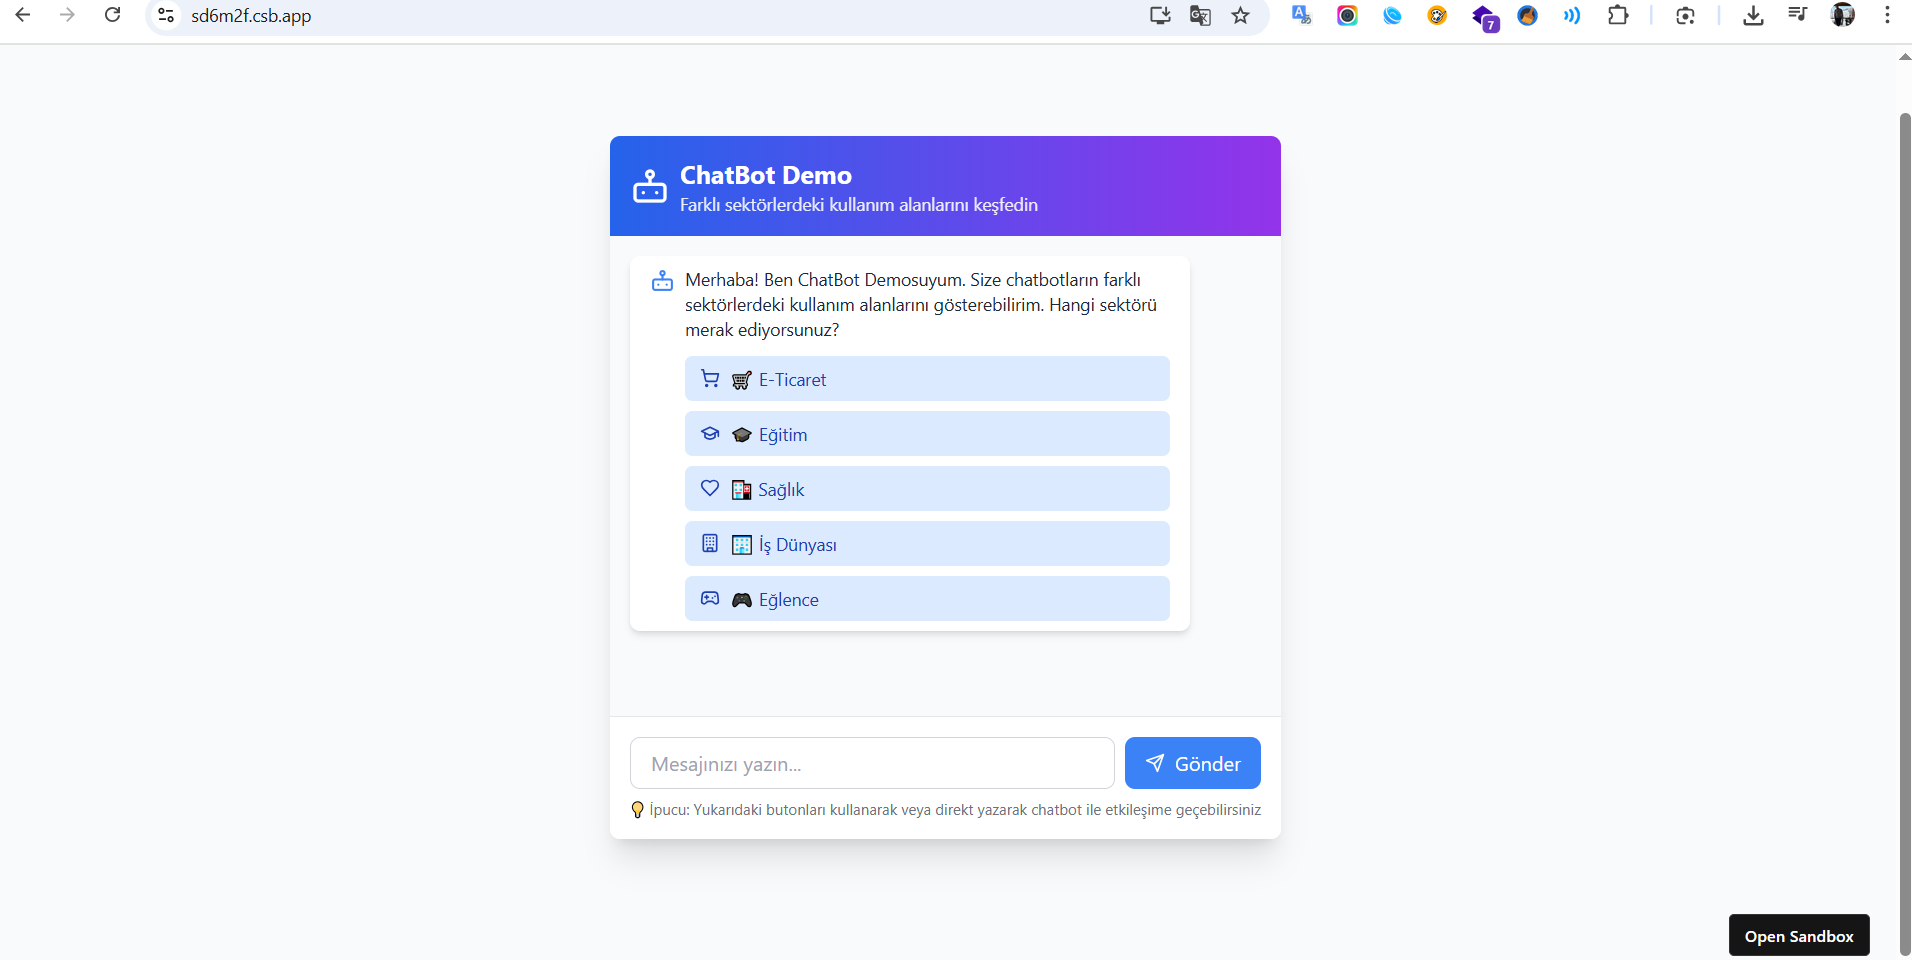 sd6m2f.csb.app
7
ChatBot Demo
Farklı sektörlerdeki kullanım alanlarını keşfedin
Merhaba! Ben ChatBot Demosuyum. Size chatbotların farklı
sektörlerdeki kullanım alanlarını gösterebilirim. Hangi sektörü
merak ediyorsunuz?
E-Ticaret
Eğitim
Sağlık
İş Dünyası
Eğlence
Mesajınızı yazın...
Gönder
İpucu: Yukarıdaki butonları kullanarak veya direkt yazarak chatbot ile etkileşime geçebilirsiniz
Open Sandbox